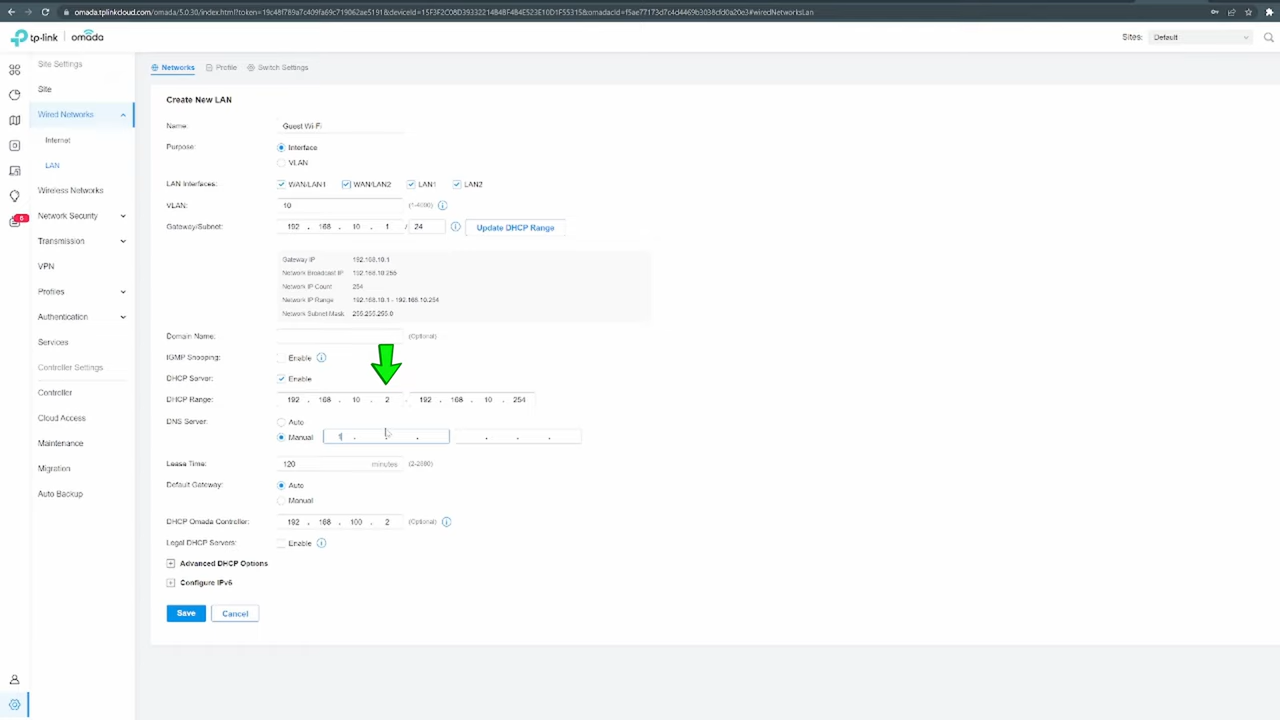 omada.tplinkcloud.com/omada/5.0.30/index.html?token=19c48f789a7c409fa69c719062ae5191&deviceId=15F3F2C08D39332214B4BF4B4E523E10D1F55315&omadacId=f5ae77173d7c4d4469b3038cfd0a20e3#wiredNetworksLan
tp-link | omada
Sites: Default
Site Settings
Site
Wired Networks
Internet
LAN
Wireless Networks
Network Security
Transmission
VPN
Profiles
Authentication
Services
Controller Settings
Controller
Cloud Access
Maintenance
Migration
Auto Backup
Networks Profile Switch Settings
Create New LAN
Name: Guest Wi-Fi
Purpose: Interface
VLAN
LAN Interfaces: WAN/LAN1 WAN/LAN2 LAN1 LAN2
VLAN: 10 (1-4090)
Gateway/Subnet: 192 . 168 . 10 . 1 / 24 Update DHCP Range
Gateway IP 192.168.10.1
Network Broadcast IP 192.168.10.255
Network IP Count 254
Network IP Range 192.168.10.1 - 192.168.10.254
Network Subnet Mask 255.255.255.0
Domain Name: (Optional)
IGMP Snooping: Enable
DHCP Server: Enable
DHCP Range: 192 . 168 . 10 . 2 - 192 . 168 . 10 . 254
DNS Server: Auto
Manual 1 . . . . . .
Lease Time: 120 minutes (2-2880)
Default Gateway: Auto
Manual
DHCP Omada Controller: 192 . 168 . 100 . 2 (Optional)
Legal DHCP Servers: Enable
Advanced DHCP Options
Configure IPv6
Save Cancel